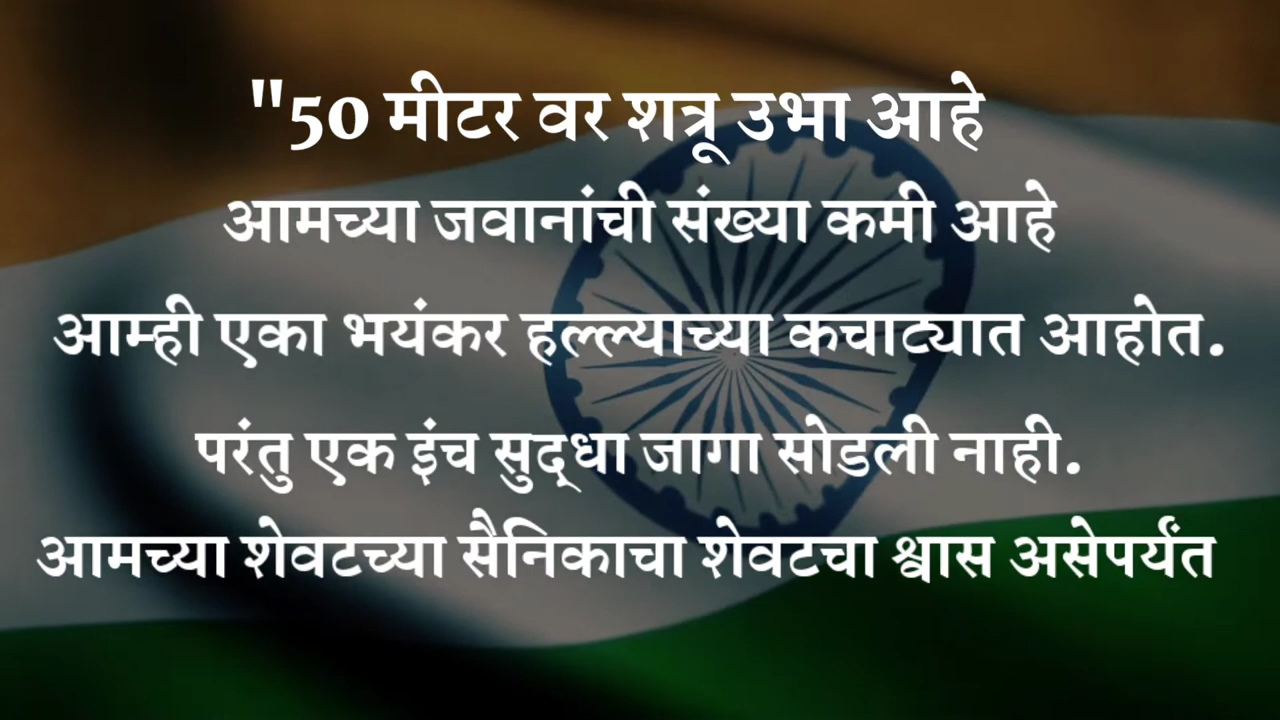 "50 मीटर वर शत्रू उभा आहे
आमच्या जवानांची संख्या कमी आहे
आम्ही एका भयंकर हल्ल्याच्या कचाट्यात आहोत.
परंतु एक इंच सुद्धा जागा सोडली नाही.
आमच्या शेवटच्या सैनिकाचा शेवटचा श्वास असेपर्यंत